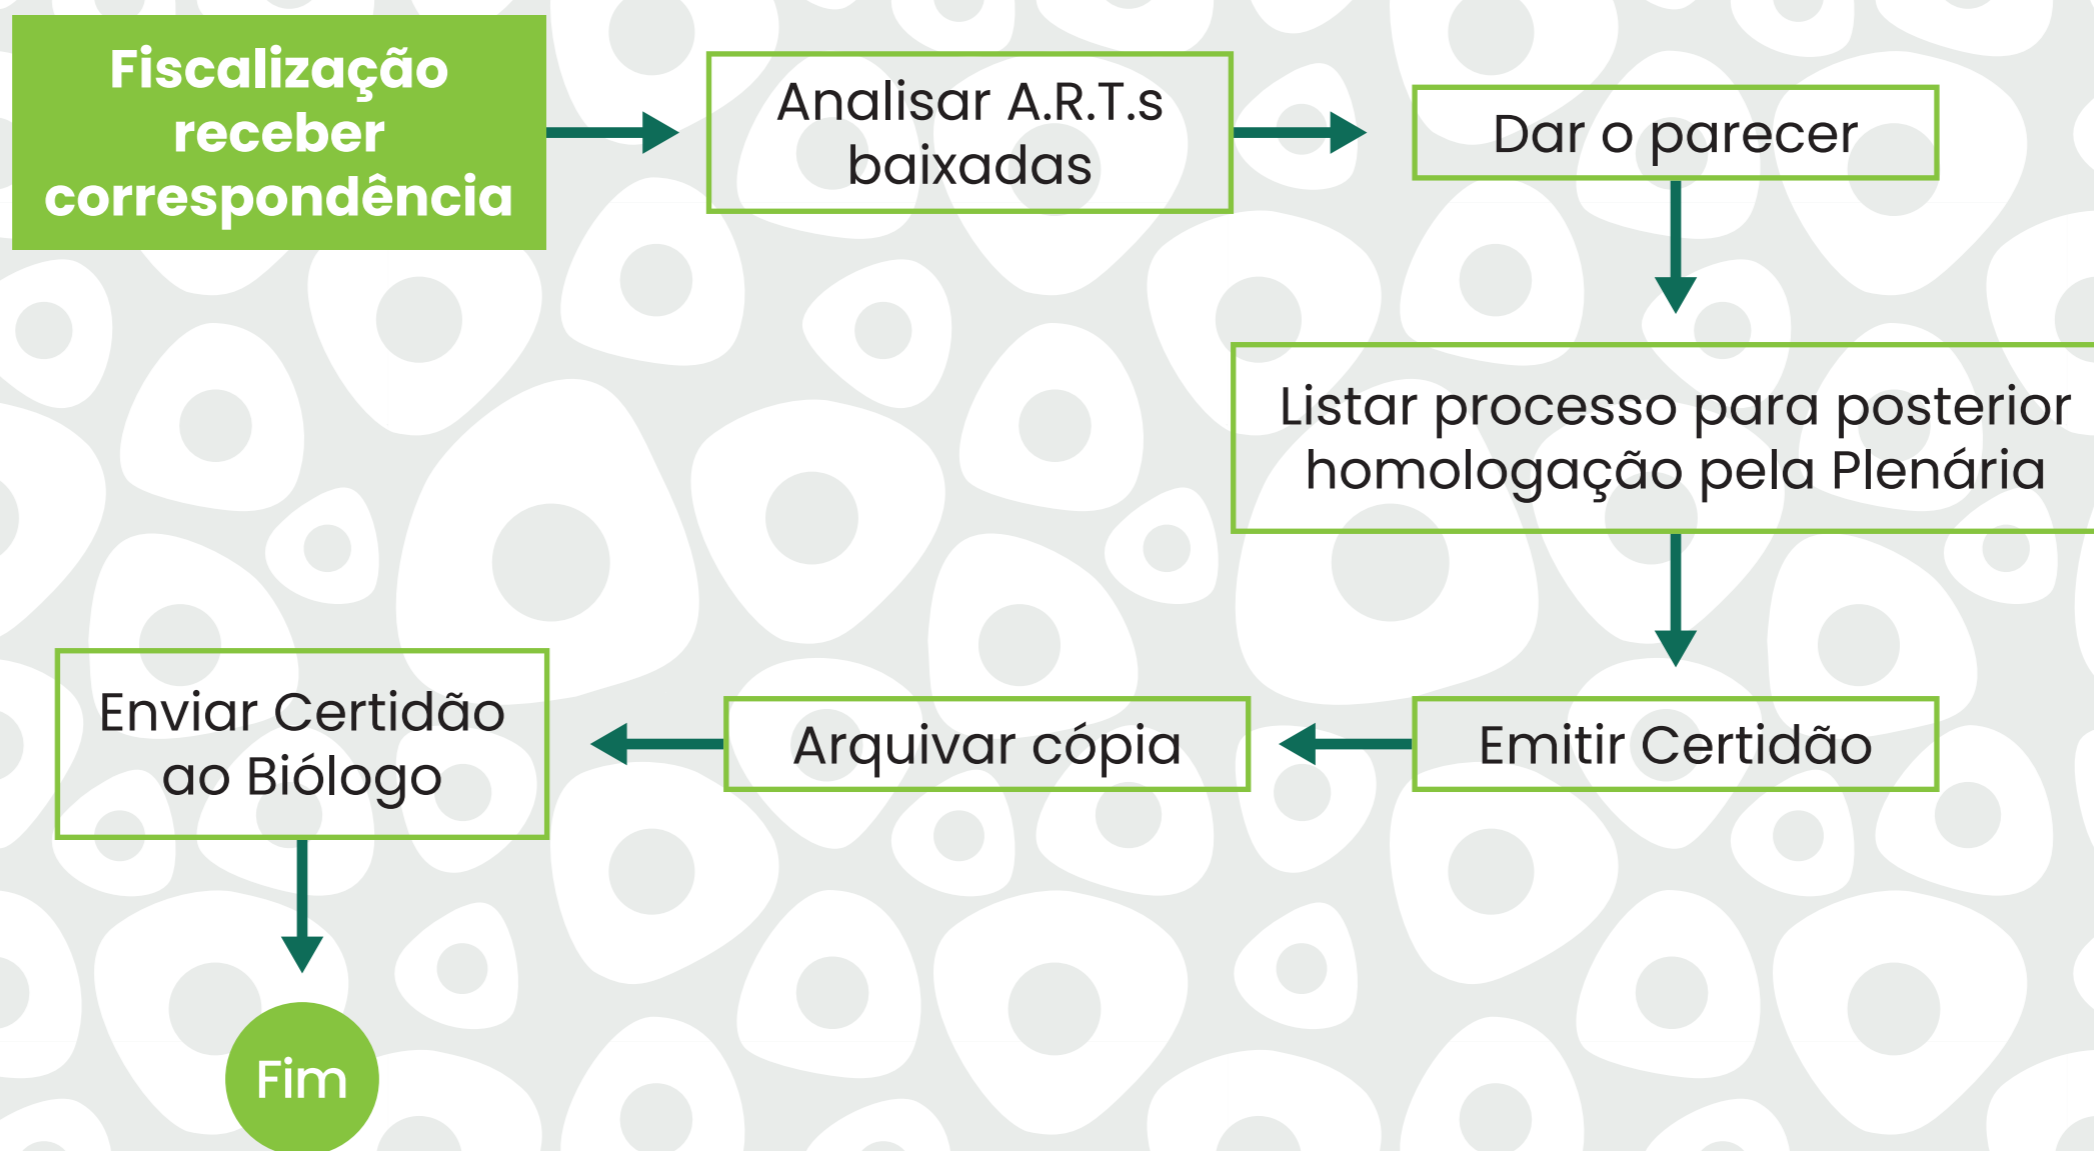 Fiscalização
receber
correspondência
Analisar A.R.T.s
baixadas
Dar o parecer
Listar processo para posterior
homologação pela Plenária
Emitir Certidão
Arquivar cópia
Enviar Certidão
ao Biólogo
Fim